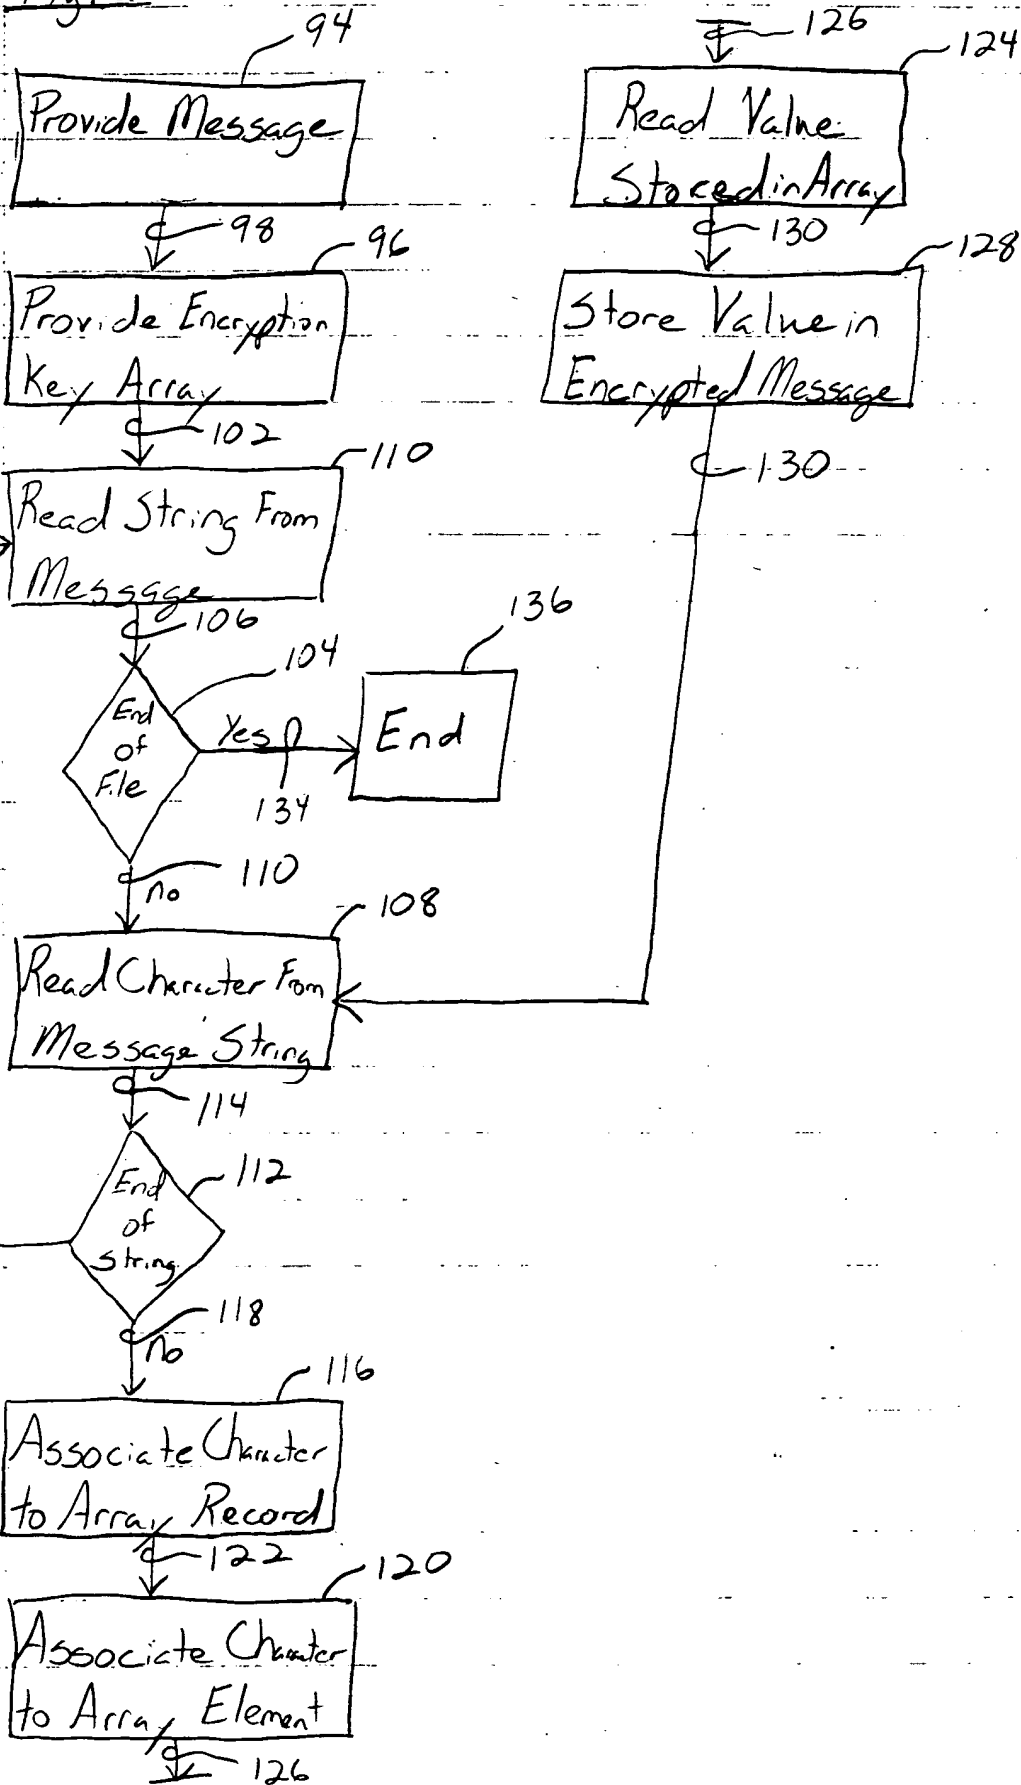 94
Provide Message
98
96
Provide Encryption
Key Array
102
110
Read String From
Message
106
104
End
of
File
Yes
134
136
End
110
no
108
Read Character From
Message String
114
112
End
of
String
118
no
116
Associate Character
to Array Record
122
120
Associate Character
to Array Element
126
126
124
Read Value
Stored in Array
130
128
Store Value in
Encrypted Message
130